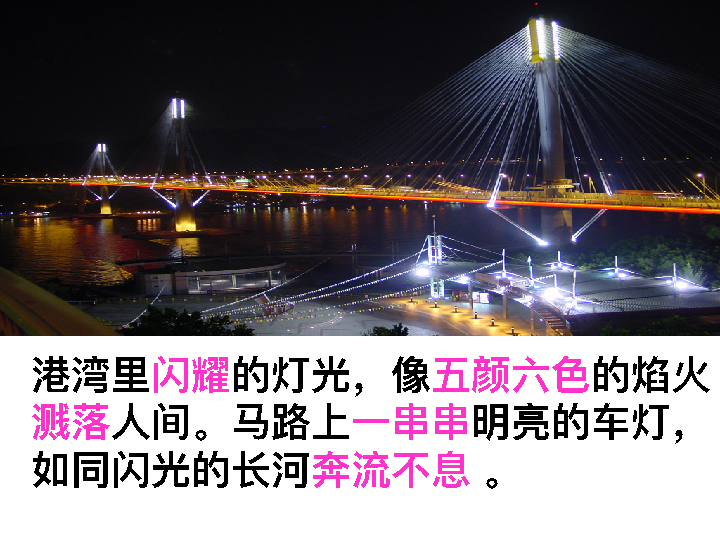 港湾里闪耀的灯光，像五颜六色的焰火
溅落人间。马路上一串串明亮的车灯，
如同闪光的长河奔流不息 。